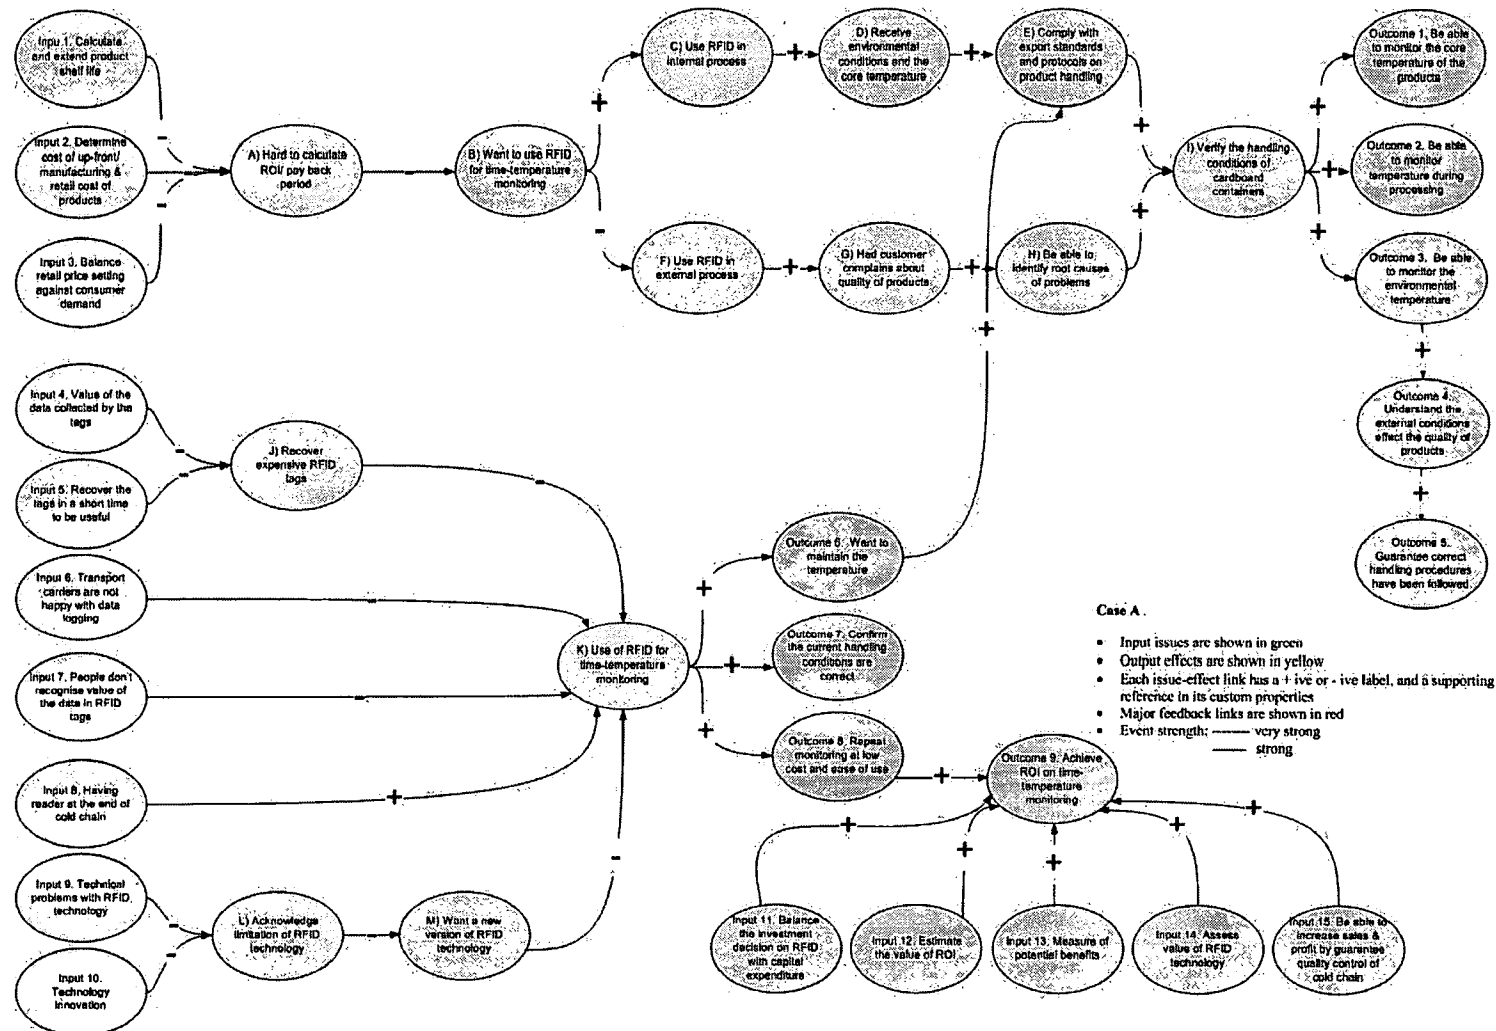 Input 1. Calculate
and extend product
shelf life
Input 2. Determine
cost of up-front/
manufacturing &
retail cost of
products
Input 3. Balance
retail price setting
against consumer
demand
A) Hard to calculate
ROI/ pay back
period
B) Want to use RFID
for time-temperature
monitoring
C) Use RFID in
internal process
D) Receive
environmental
conditions and the
core temperature
E) Comply with
export standards
and protocols on
product handling
F) Use RFID in
external process
G) Had customer
complains about
quality of products
H) Be able to
identify root causes
of problems
I) Verify the handling
conditions of
cardboard
containers
Outcome 1. Be able
to monitor the core
temperature of the
products
Outcome 2. Be able
to monitor
temperature during
processing
Outcome 3. Be able
to monitor the
environmental
temperature
Outcome 4.
Understand the
external conditions
effect the quality of
products
Outcome 5.
Guarantee correct
handling procedures
have been followed
Input 4. Value of the
data collected by the
tags
Input 5. Recover the
tags in a short time
to be useful
J) Recover
expensive RFID
tags
Input 6. Transport
carriers are not
happy with data
logging
Input 7. People don't
recognise value of
the data in RFID
tags
Input 8. Having
reader at the end of
cold chain
Input 9. Technical
problems with RFID
technology
Input 10.
Technology
Innovation
L) Acknowledge
limitation of RFID
technology
M) Want a new
version of RFID
technology
K) Use of RFID for
time-temperature
monitoring
Outcome 6. Want to
maintain the
temperature
Outcome 7. Confirm
the current handling
conditions are
correct
Outcome 8. Repeat
monitoring at low
cost and ease of use
Outcome 9. Achieve
ROI on time-
temperature
monitoring
Input 11. Balance
the investment
decision on RFID
with capital
expenditure
Input 12. Estimate
the value of ROI
Input 13. Measure of
potential benefits
Input 14. Assess
value of RFID
technology
Input 15. Be able to
increase sales &
profit by guarantee
quality control of
cold chain
Case A.
• Input issues are shown in green
• Output effects are shown in yellow
• Each issue-effect link has a + ive or - ive label, and a supporting
reference in its custom properties
• Major feedback links are shown in red
• Event strength: ——— very strong
——— strong